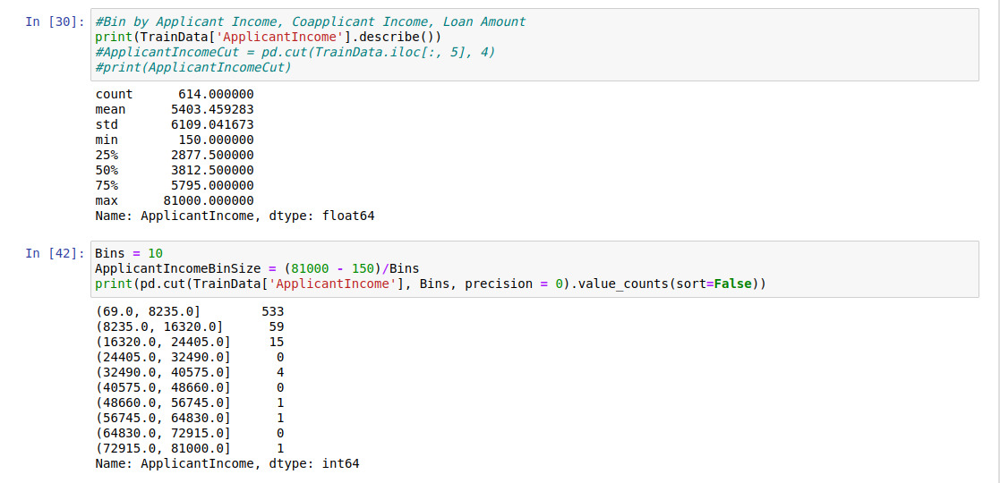 In [30]: #Bin by Applicant Income, Coapplicant Income, Loan Amount
print(TrainData['ApplicantIncome'].describe())
#ApplicantIncomeCut = pd.cut(TrainData.iloc[:, 5], 4)
#print(ApplicantIncomeCut)
count      614.000000
mean      5403.459283
std       6109.041673
min        150.000000
25%       2877.500000
50%       3812.500000
75%       5795.000000
max      81000.000000
Name: ApplicantIncome, dtype: float64
In [42]: Bins = 10
ApplicantIncomeBinSize = (81000 - 150)/Bins
print(pd.cut(TrainData['ApplicantIncome'], Bins, precision = 0).value_counts(sort=False))
(69.0, 8235.0]        533
(8235.0, 16320.0]      59
(16320.0, 24405.0]     15
(24405.0, 32490.0]      0
(32490.0, 40575.0]      4
(40575.0, 48660.0]      0
(48660.0, 56745.0]      1
(56745.0, 64830.0]      1
(64830.0, 72915.0]      0
(72915.0, 81000.0]      1
Name: ApplicantIncome, dtype: int64